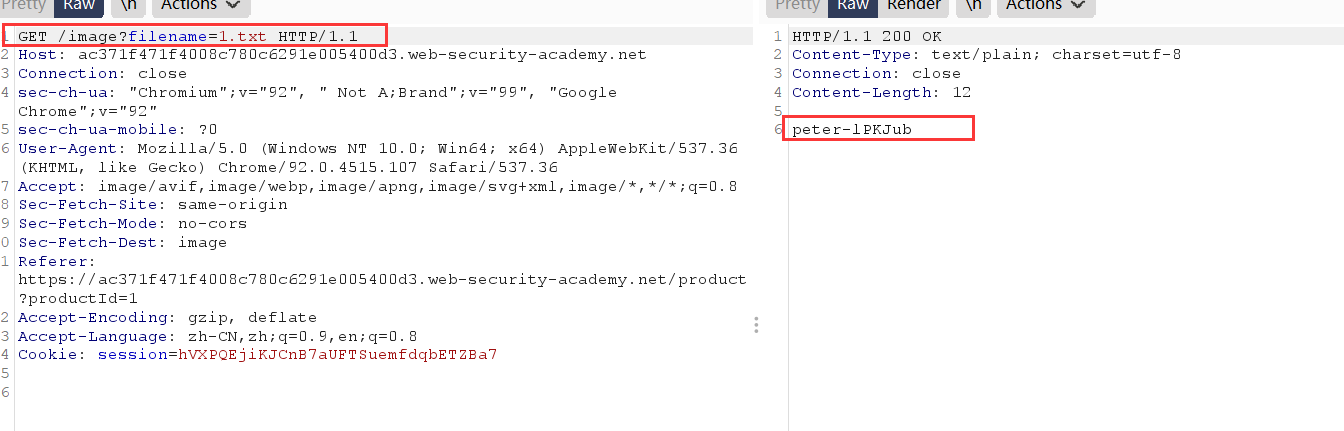 Pretty Raw \n Actions
GET /image?filename=1.txt HTTP/1.1
2 Host: ac371f471f4008c780c6291e005400d3.web-security-academy.net
3 Connection: close
4 sec-ch-ua: "Chromium";v="92", " Not A;Brand";v="99", "Google
Chrome";v="92"
5 sec-ch-ua-mobile: ?0
6 User-Agent: Mozilla/5.0 (Windows NT 10.0; Win64; x64) AppleWebKit/537.36
(KHTML, like Gecko) Chrome/92.0.4515.107 Safari/537.36
7 Accept: image/avif,image/webp,image/apng,image/svg+xml,image/*,*/*;q=0.8
8 Sec-Fetch-Site: same-origin
9 Sec-Fetch-Mode: no-cors
0 Sec-Fetch-Dest: image
1 Referer:
https://ac371f471f4008c780c6291e005400d3.web-security-academy.net/product
?productId=1
2 Accept-Encoding: gzip, deflate
3 Accept-Language: zh-CN,zh;q=0.9,en;q=0.8
4 Cookie: session=hVXPQEjiKJCnB7aUFTSuemfdqbETZBa7
5
6
Pretty Raw Render \n Actions
1 HTTP/1.1 200 OK
2 Content-Type: text/plain; charset=utf-8
3 Connection: close
4 Content-Length: 12
5
6 peter-lPKJub